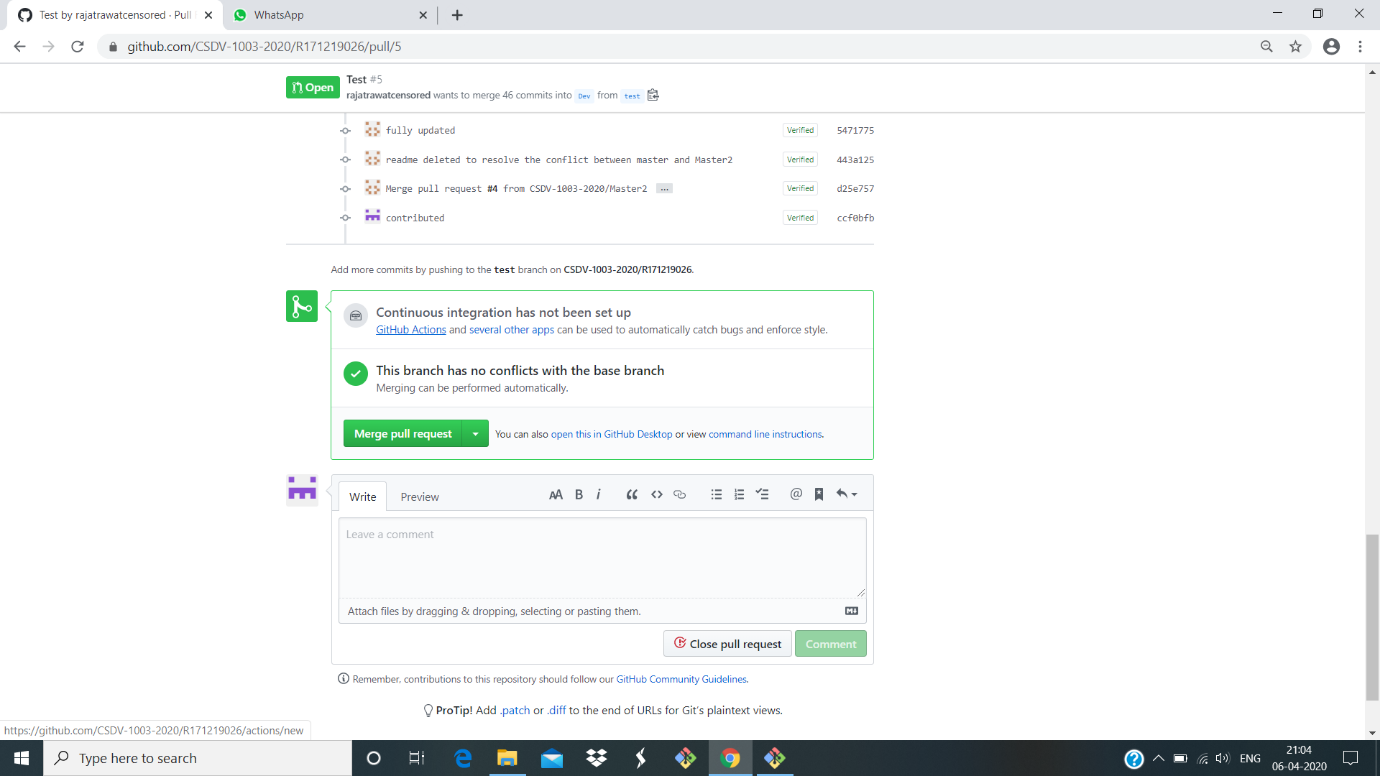 Test by rajatrawatcensored · Pull
WhatsApp
github.com/CSDV-1003-2020/R171219026/pull/5
Open
Test #5
rajatrawatcensored wants to merge 46 commits into Dev from test
fully updated Verified 5471775
readme deleted to resolve the conflict between master and Master2 Verified 443a125
Merge pull request #4 from CSDV-1003-2020/Master2 ... Verified d25e757
contributed Verified ccf0bfb
Add more commits by pushing to the test branch on CSDV-1003-2020/R171219026.
Continuous integration has not been set up
GitHub Actions and several other apps can be used to automatically catch bugs and enforce style.
This branch has no conflicts with the base branch
Merging can be performed automatically.
Merge pull request You can also open this in GitHub Desktop or view command line instructions.
Write Preview AA B i @
Leave a comment
Attach files by dragging & dropping, selecting or pasting them.
Close pull request Comment
Remember, contributions to this repository should follow our GitHub Community Guidelines.
ProTip! Add .patch or .diff to the end of URLs for Git's plaintext views.
https://github.com/CSDV-1003-2020/R171219026/actions/new
Type here to search
ENG
21:04
06-04-2020